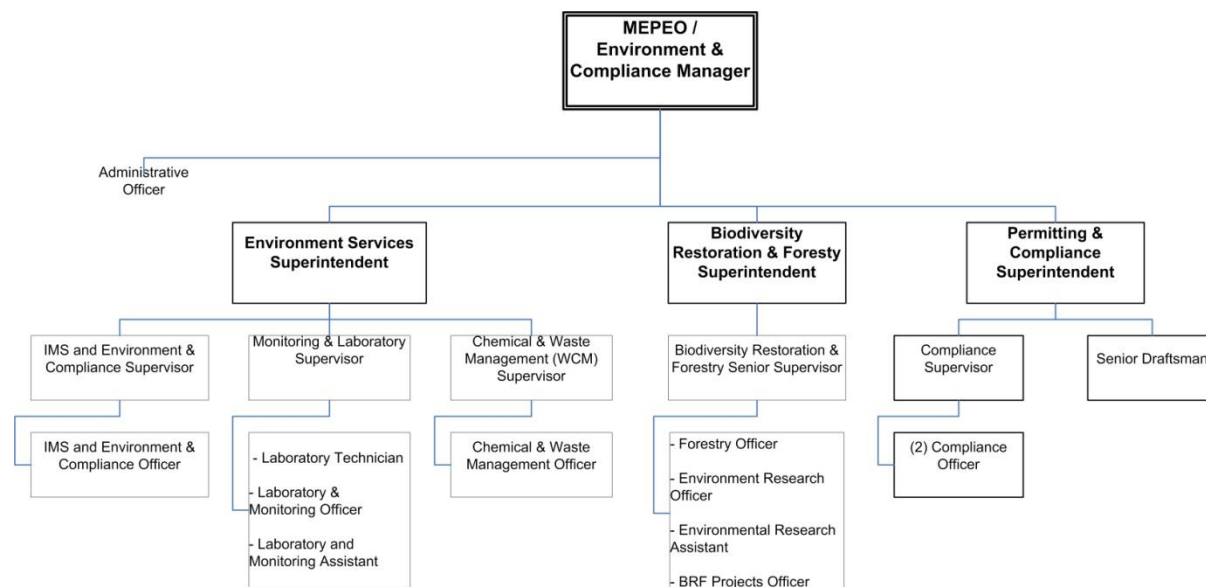 MEPEO /
Environment &
Compliance Manager
Administrative
Officer
Environment Services
Superintendent
Biodiversity
Restoration & Foresty
Superintendent
Permitting &
Compliance
Superintendent
IMS and Environment &
Compliance Supervisor
Monitoring & Laboratory
Supervisor
Chemical & Waste
Management (WCM)
Supervisor
Biodiversity Restoration &
Forestry Senior Supervisor
Compliance
Supervisor
Senior Draftsman
IMS and Environment &
Compliance Officer
- Laboratory Technician
- Laboratory &
Monitoring Officer
- Laboratory and
Monitoring Assistant
Chemical & Waste
Management Officer
- Forestry Officer
- Environment Research
Officer
- Environmental Research
Assistant
- BRF Projects Officer
(2) Compliance
Officer